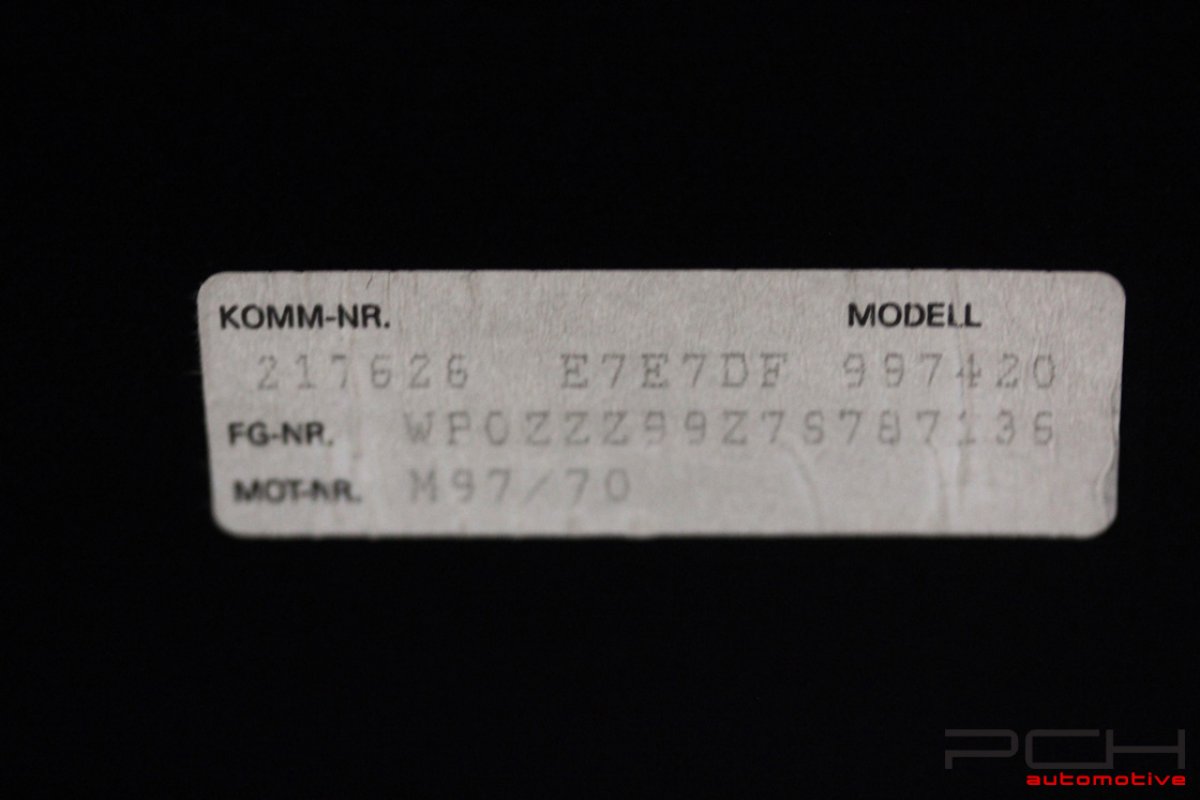 KOMM-NR. MODELL
217626 E7E7DF 997420
FG-NR. WP0ZZZ99Z7S787136
MOT-NR. M97/70
PCH
automotive